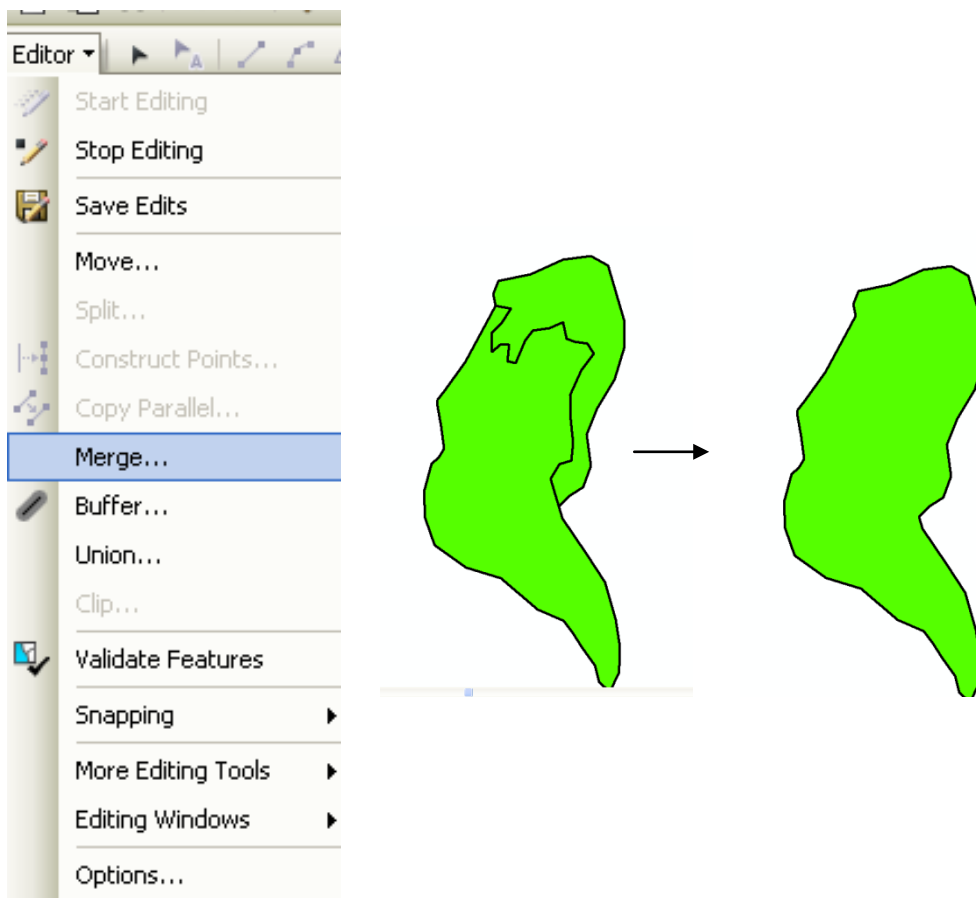 Editor
A
Start Editing
Stop Editing
Save Edits
Move...
Split...
Construct Points...
Copy Parallel...
Merge...
Buffer...
Union...
Clip...
Validate Features
Snapping
More Editing Tools
Editing Windows
Options...